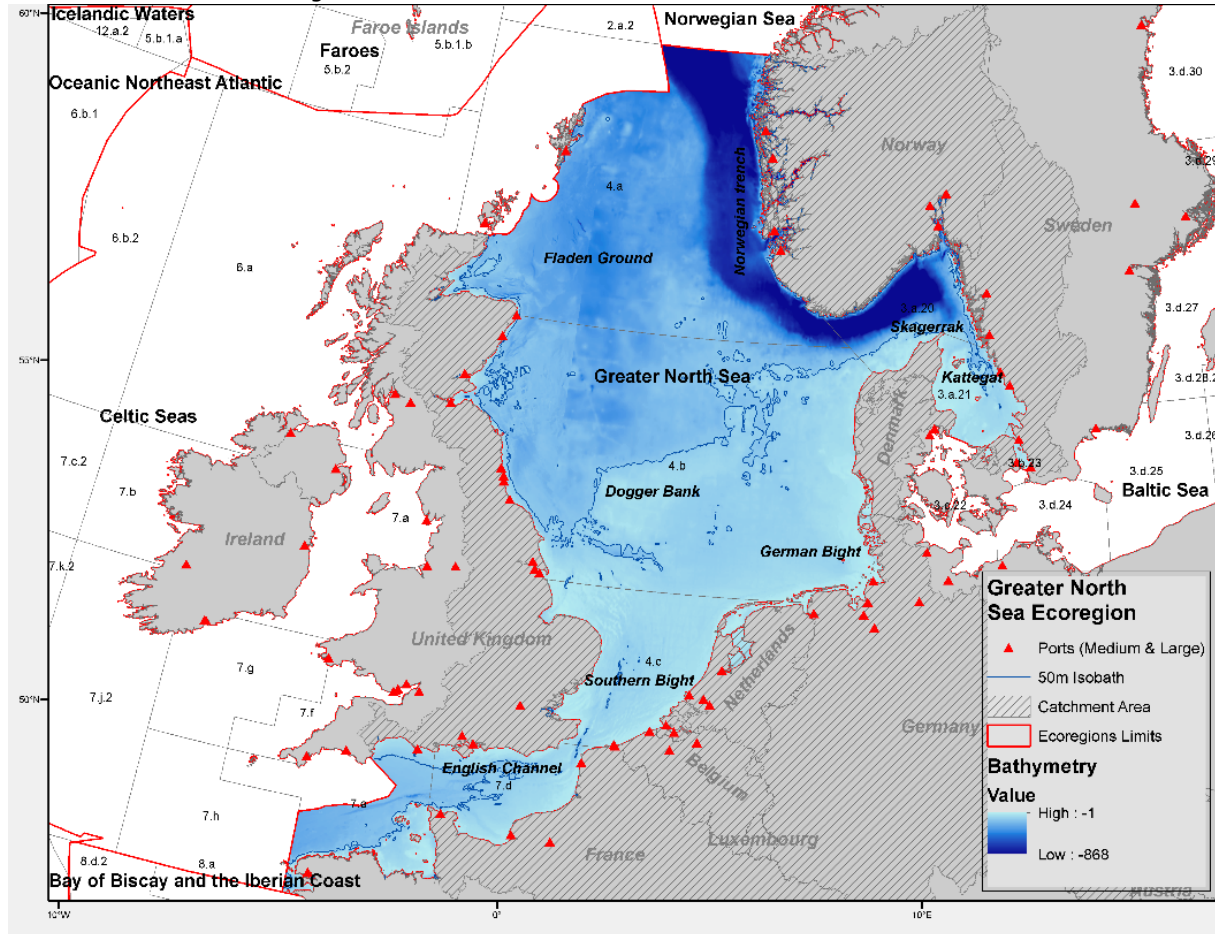 60°N
Icelandic Waters
12.a.2
5.b.1.a
Faroe Islands
5.b.1.b
Faroes
5.b.2
2.a.2
Norwegian Sea
3.d.30
Oceanic Northeast Atlantic
6.b.1
Norway
3.d.29
4.a
Norwegian trench
Sweden
6.b.2
6.a
Fladen Ground
3.a.20
3.d.27
Skagerrak
53°N
Greater North Sea
Kattegat
3.a.21
3.d.28.2
Denmark
Celtic Seas
3.d.26
7.c.2
4.b
3.b.23
3.d.25
7.b
Dogger Bank
Baltic Sea
3.c.22
3.d.24
7.a
Ireland
German Bight
7.k.2
United Kingdom
4.c
Netherlands
7.g
Southern Bight
7.j.2
50°N
7.f
Germany
Belgium
English Channel
7.d
7.e
7.h
Luxembourg
France
8.d.2
8.a
Bay of Biscay and the Iberian Coast
Austria
10°W
0°
10°E
Greater North
Sea Ecoregion
Ports (Medium & Large)
50m Isobath
Catchment Area
Ecoregions Limits
Bathymetry
Value
High : -1
Low : -868